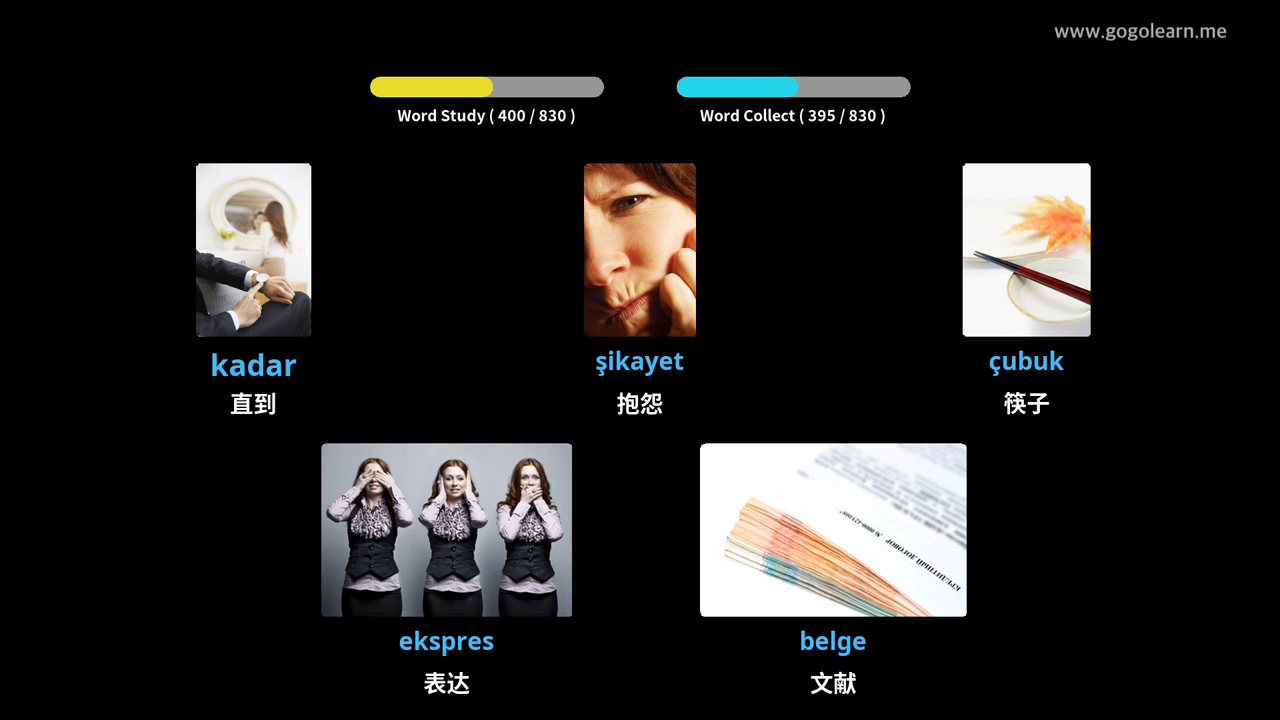 www.gogolearn.me
Word Study ( 400 / 830 )
Word Collect ( 395 / 830 )
kadar
直到
şikayet
抱怨
çubuk
筷子
ekspres
表达
belge
文献